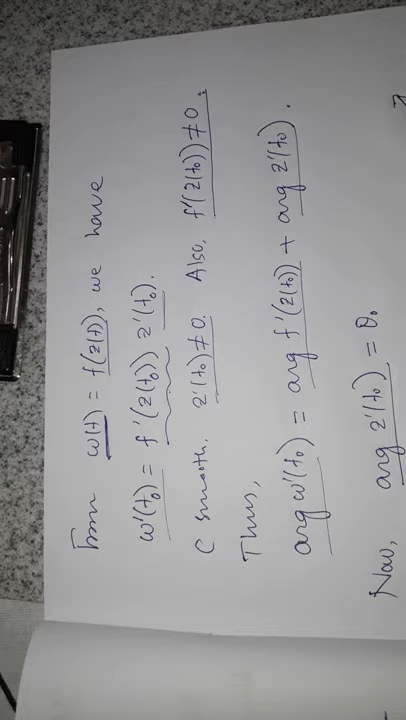 From w(t) = f(z(t)), we have
w'(t₀) = f'(z(t₀)) z'(t₀).
C smooth. z'(t₀) ≠ 0. Also, f'(z(t₀)) ≠ 0.
Thus,
arg w'(t₀) = arg f'(z(t₀)) + arg z'(t₀).
Now, arg z'(t₀) = θ₀